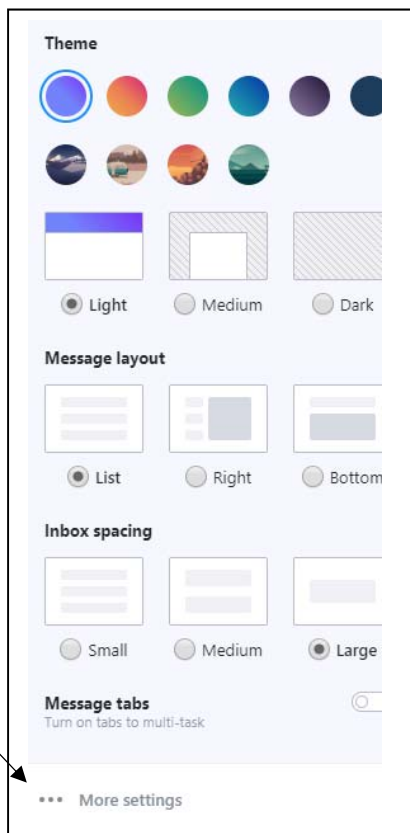 Theme
Light Medium Dark
Message layout
List Right Bottom
Inbox spacing
Small Medium Large
Message tabs
Turn on tabs to multi-task
••• More settings